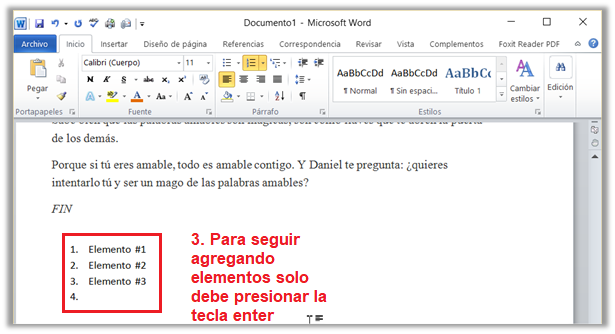 Documento1 - Microsoft Word
Archivo Inicio Insertar Diseño de página Referencias Correspondencia Revisar Vista Complementos Foxit Reader PDF
Pegar
Portapapeles
Calibri (Cuerpo) 11
N K S abc x₂ x²
Fuente
Párrafo
AaBbCcDd AaBbCcDd AaBbCc
¶ Normal ¶ Sin espaci... Título 1
Cambiar
estilos
Estilos
Edición
de los demás.
Porque si tú eres amable, todo es amable contigo. Y Daniel te pregunta: ¿quieres
intentarlo tú y ser un mago de las palabras amables?
FIN
1. Elemento #1
2. Elemento #2
3. Elemento #3
4.
3. Para seguir
agregando
elementos solo
debe presionar la
tecla enter